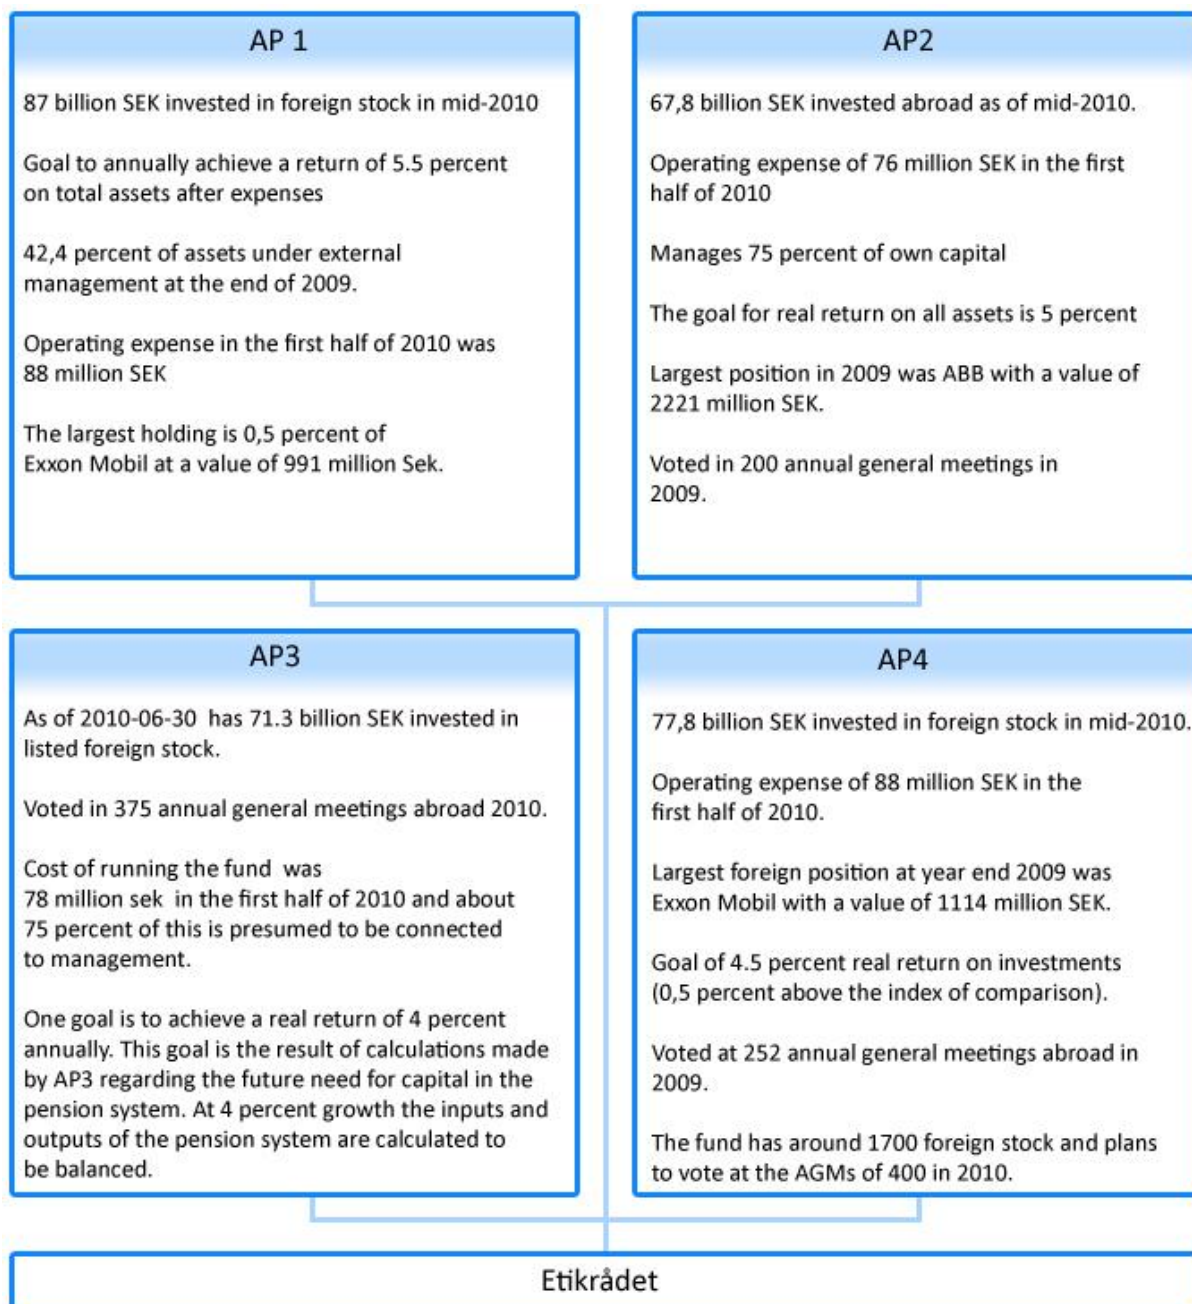 AP 1
87 billion SEK invested in foreign stock in mid-2010
Goal to annually achieve a return of 5.5 percent
on total assets after expenses
42,4 percent of assets under external
management at the end of 2009.
Operating expense in the first half of 2010 was
88 million SEK
The largest holding is 0,5 percent of
Exxon Mobil at a value of 991 million Sek.
AP2
67,8 billion SEK invested abroad as of mid-2010.
Operating expense of 76 million SEK in the first
half of 2010
Manages 75 percent of own capital
The goal for real return on all assets is 5 percent
Largest position in 2009 was ABB with a value of
2221 million SEK.
Voted in 200 annual general meetings in
2009.
AP3
As of 2010-06-30 has 71.3 billion SEK invested in
listed foreign stock.
Voted in 375 annual general meetings abroad 2010.
Cost of running the fund was
78 million sek in the first half of 2010 and about
75 percent of this is presumed to be connected
to management.
One goal is to achieve a real return of 4 percent
annually. This goal is the result of calculations made
by AP3 regarding the future need for capital in the
pension system. At 4 percent growth the inputs and
outputs of the pension system are calculated to
be balanced.
AP4
77,8 billion SEK invested in foreign stock in mid-2010.
Operating expense of 88 million SEK in the
first half of 2010.
Largest foreign position at year end 2009 was
Exxon Mobil with a value of 1114 million SEK.
Goal of 4.5 percent real return on investments
(0,5 percent above the index of comparison).
Voted at 252 annual general meetings abroad in
2009.
The fund has around 1700 foreign stock and plans
to vote at the AGMs of 400 in 2010.
Etikrådet